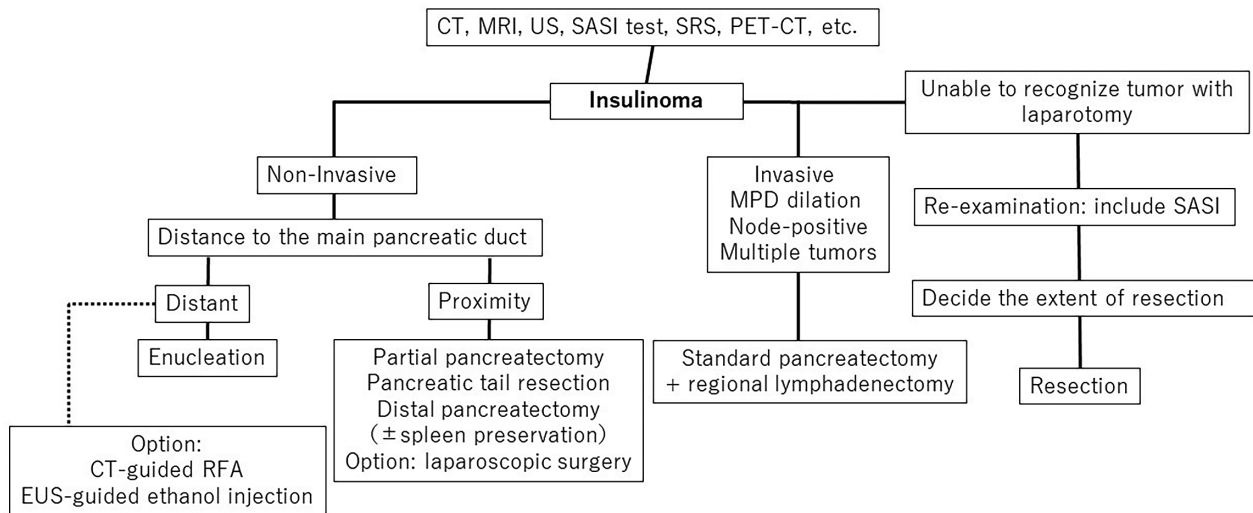 CT, MRI, US, SASI test, SRS, PET-CT, etc.
Insulinoma
Unable to recognize tumor with
laparotomy
Non-Invasive
Invasive
MPD dilation
Node-positive
Multiple tumors
Re-examination: include SASI
Distance to the main pancreatic duct
Distant
Proximity
Decide the extent of resection
Enucleation
Partial pancreatectomy
Pancreatic tail resection
Distal pancreatectomy
(±spleen preservation)
Option: laparoscopic surgery
Standard pancreatectomy
+ regional lymphadenectomy
Resection
Option:
CT-guided RFA
EUS-guided ethanol injection